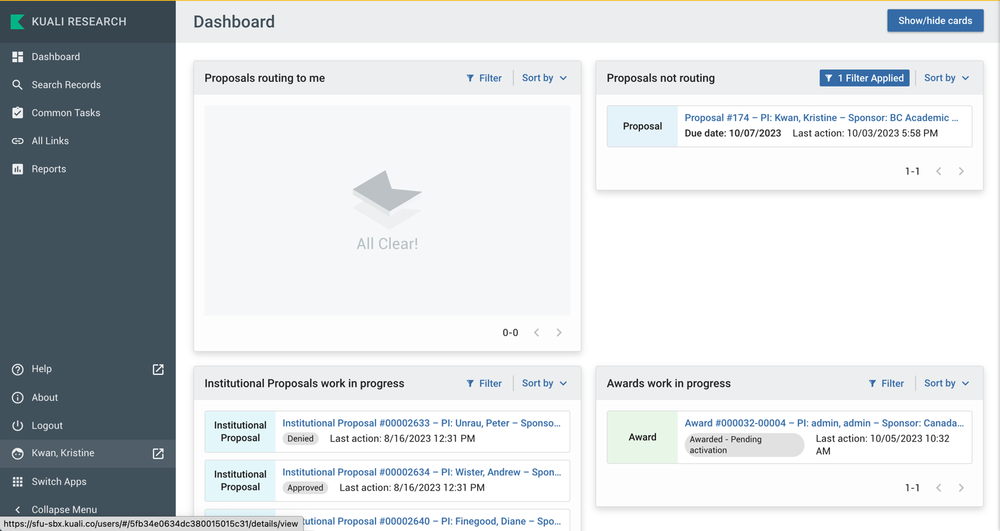 KUALI RESEARCH
Dashboard
Search Records
Common Tasks
All Links
Reports
Help
About
Logout
Kwan, Kristine
Switch Apps
Collapse Menu
https://sfu-sbx.kuali.co/users/#/5fb34e0634dc380015015c31/details/view
Dashboard
Show/hide cards
Proposals routing to me
Filter
Sort by
All Clear!
0-0
Proposals not routing
1 Filter Applied
Sort by
Proposal
Proposal #174 – PI: Kwan, Kristine – Sponsor: BC Academic ...
Due date: 10/07/2023 Last action: 10/03/2023 5:58 PM
1-1
Institutional Proposals work in progress
Filter
Sort by
Institutional
Proposal
Institutional Proposal #00002633 – PI: Unrau, Peter – Sponso...
Denied Last action: 8/16/2023 12:31 PM
Institutional
Proposal
Institutional Proposal #00002634 – PI: Wister, Andrew – Spon...
Approved Last action: 8/16/2023 12:31 PM
tutional Proposal #00002640 – PI: Finegood, Diane – Spo...
Awards work in progress
Filter
Sort by
Award
Award #000032-00004 – PI: admin, admin – Sponsor: Canada...
Awarded - Pending
activation
Last action: 10/05/2023 10:32
AM
1-1